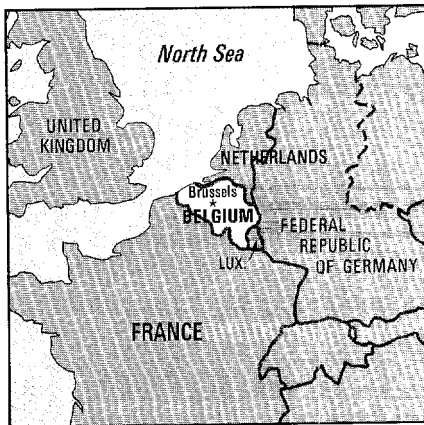 North Sea
UNITED
KINGDOM
NETHERLANDS
Brussels
BELGIUM
FEDERAL
REPUBLIC
OF GERMANY
LUX.
FRANCE